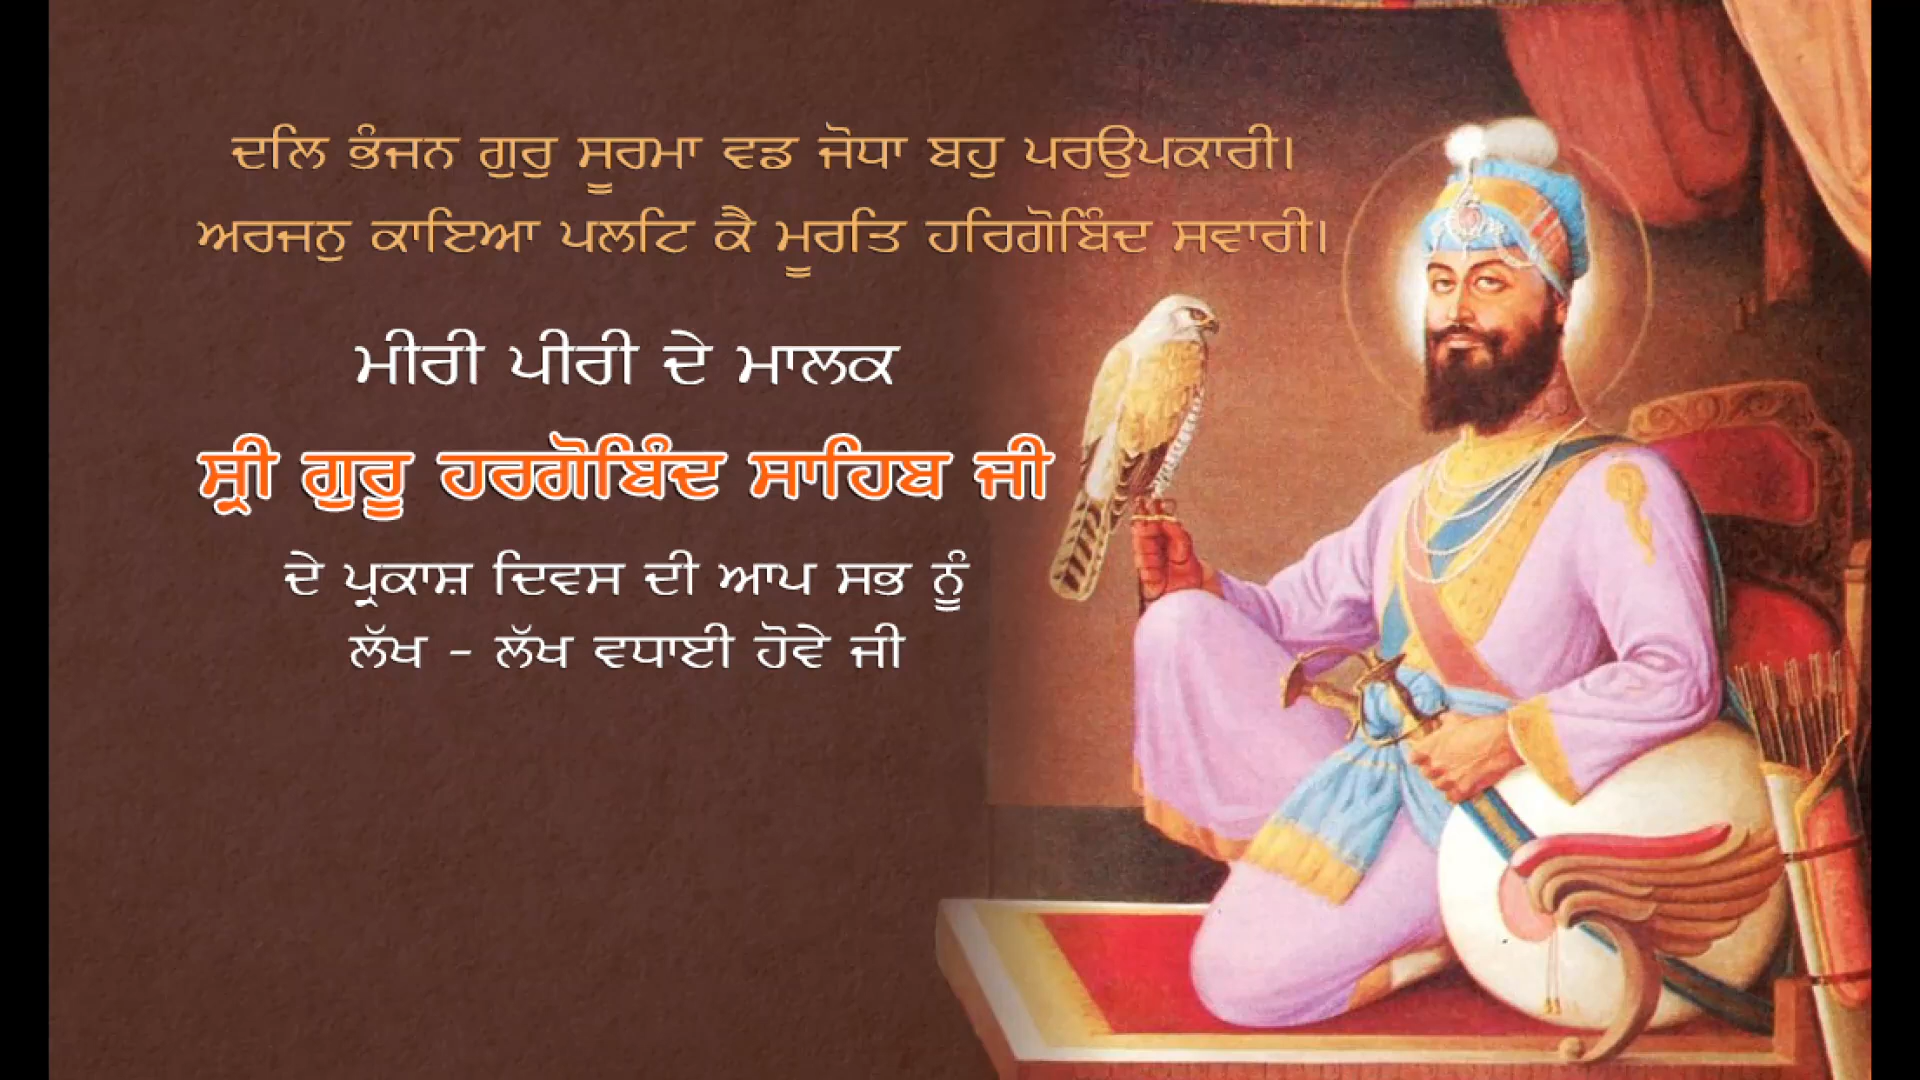 ਦਲਿ ਭੰਜਨ ਗੁਰੁ ਸੂਰਮਾ ਵਡ ਜੋਧਾ ਬਹੁ ਪਰਉਪਕਾਰੀ।
ਅਰਜਨੁ ਕਾਇਆ ਪਲਟਿ ਕੈ ਮੂਰਤਿ ਹਰਿਗੋਬਿੰਦ ਸਵਾਰੀ।
ਮੀਰੀ ਪੀਰੀ ਦੇ ਮਾਲਕ
ਸ੍ਰੀ ਗੁਰੂ ਹਰਗੋਬਿੰਦ ਸਾਹਿਬ ਜੀ
ਦੇ ਪ੍ਰਕਾਸ਼ ਦਿਵਸ ਦੀ ਆਪ ਸਭ ਨੂੰ
ਲੱਖ - ਲੱਖ ਵਧਾਈ ਹੋਵੇ ਜੀ